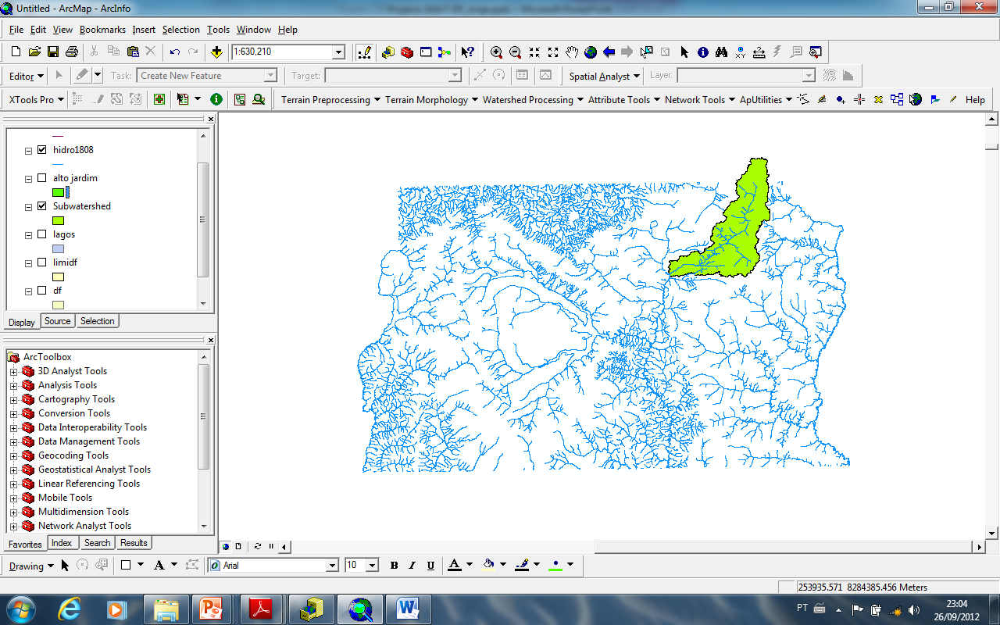 Untitled - ArcMap - ArcInfo
File Edit View Bookmarks Insert Selection Tools Window Help
1:630,210
Editor Task: Create New Feature Target: Spatial Analyst Layer:
XTools Pro Terrain Preprocessing Terrain Morphology Watershed Processing Attribute Tools Network Tools ApUtilities Help
hidro1808
alto jardim
Subwatershed
lagos
limidf
df
Display Source Selection
ArcToolbox
3D Analyst Tools
Analysis Tools
Cartography Tools
Conversion Tools
Data Interoperability Tools
Data Management Tools
Geocoding Tools
Geostatistical Analyst Tools
Linear Referencing Tools
Mobile Tools
Multidimension Tools
Network Analyst Tools
Favorites Index Search Results
Drawing A Arial 10 B I U A
253935.571 8284385.456 Meters
PT 23:04
26/09/2012